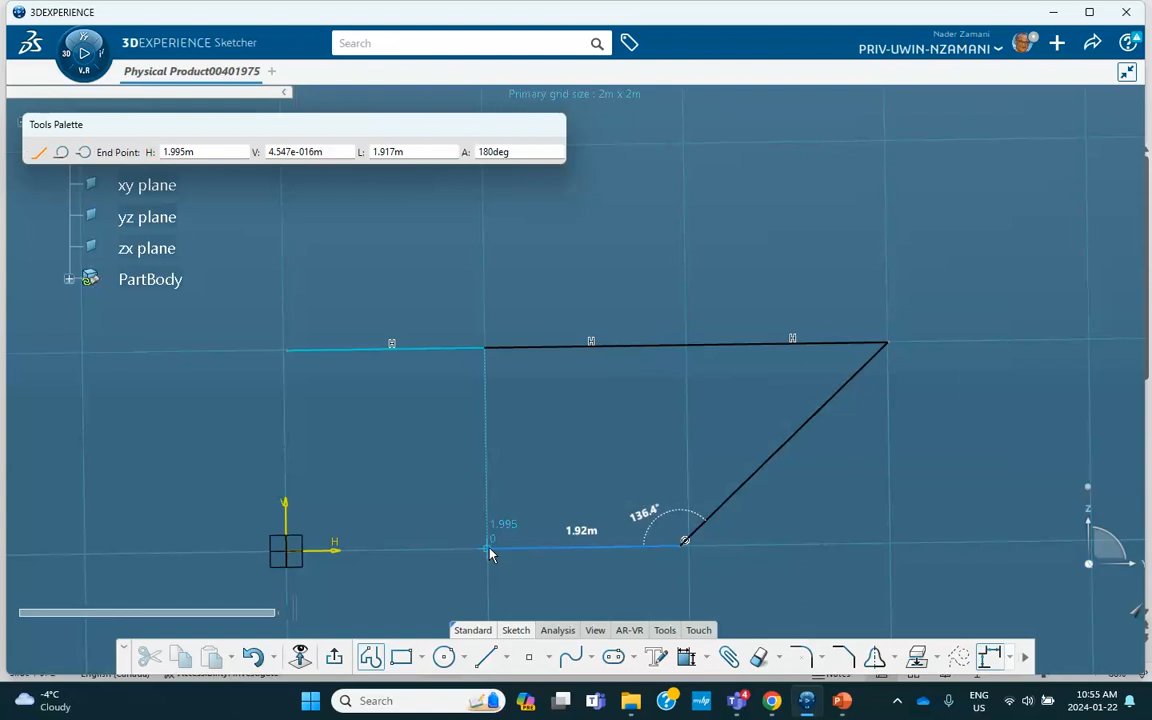 3DEXPERIENCE
3DEXPERIENCE Sketcher
Search
Nader Zamani
PRIV-UWIN-NZAMANI
3D
V.R
Physical Product00401975
Primary grid size : 2m x 2m
Tools Palette
End Point: H: 1.995m V: 4.547e-016m L: 1.917m A: 180deg
xy plane
yz plane
zx plane
PartBody
H
H
H
V
H
1.995
0
1.92m
136.4°
Z
Y
Standard Sketch Analysis View AR-VR Tools Touch
-4°C
Cloudy
Search
4
ENG
US
10:55 AM
2024-01-22